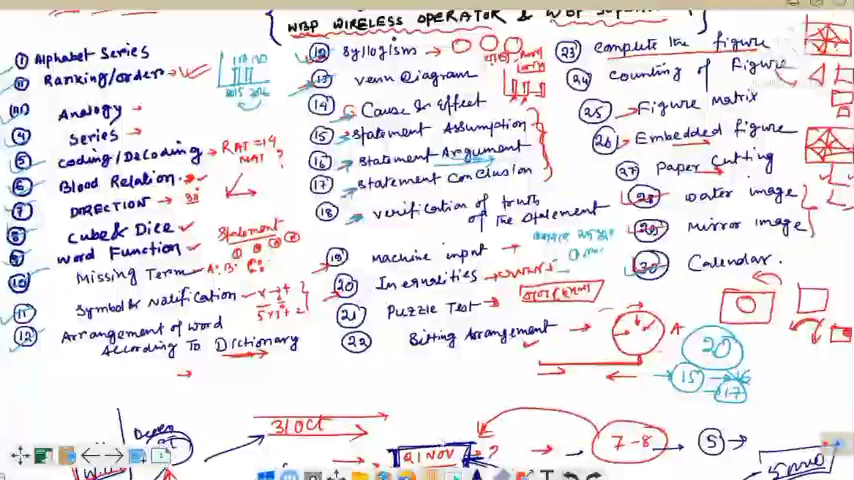 WBP WIRELESS OPERATOR & WBP
① Alphabet Series
Ranking/order
(III) Analogy
④ Series
⑤ Coding/Decoding → RAT=14
NAT ?
⑥ Blood Relation
⑦ DIRECTION → 30
⑧ Cube & Dice
Statement
⑨ Word Function
⑩ Missing Term
⑪ Symbol & Notification
⑫ Arrangement of word
According To Dictionary
Syllogism
⑬ Venn Diagram
⑭ Cause & Effect
⑮ Statement Assumption
⑯ Statement Argument
⑰ Statement Conclusion
⑱ verification of truth
of the statement
⑲ Machine input
⑳ Inequalities
㉑ Puzzle Test
㉒ Sitting Arrangement
A
㉓ Complete the figure
㉔ Counting of Figure
㉕ Figure Matrix
㉖ Embedded figure
㉗ Paper Cutting
㉘ Water image
㉙ Mirror image
㉚ Calendar.
20
15
17
31 OCT
21 NOV
?
7-8
⑤